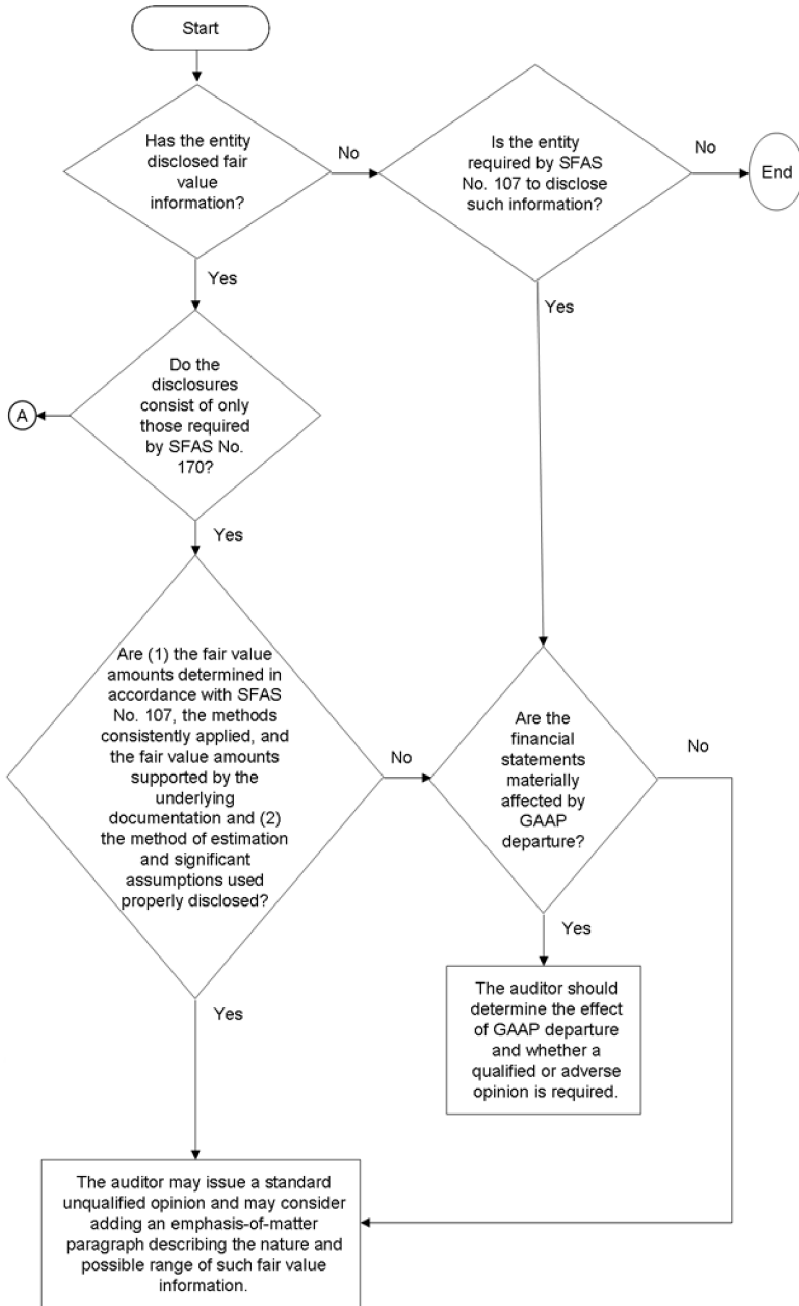 Start
Has the entity
disclosed fair
value
information?
No
Is the entity
required by SFAS
No. 107 to disclose
such information?
No
End
Yes
Yes
Do the
disclosures
consist of only
those required
by SFAS No.
170?
A
Yes
Are (1) the fair value
amounts determined in
accordance with SFAS
No. 107, the methods
consistently applied, and
the fair value amounts
supported by the
underlying
documentation and (2)
the method of estimation
and significant
assumptions used
properly disclosed?
No
Are the
financial
statements
materially
affected by
GAAP
departure?
No
Yes
The auditor should
determine the effect
of GAAP departure
and whether a
qualified or adverse
opinion is required.
Yes
The auditor may issue a standard
unqualified opinion and may consider
adding an emphasis-of-matter
paragraph describing the nature and
possible range of such fair value
information.